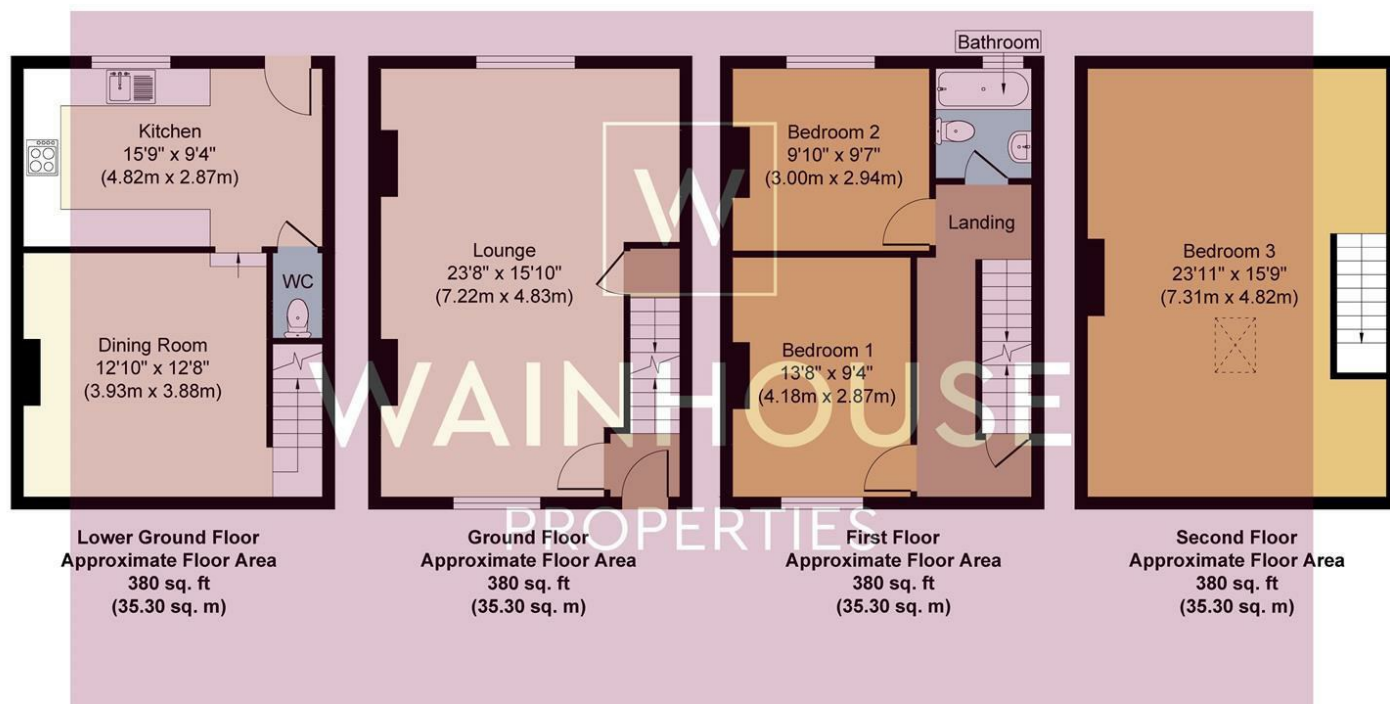 Bathroom
Kitchen
15'9" x 9'4"
(4.82m x 2.87m)
WC
Dining Room
12'10" x 12'8"
(3.93m x 3.88m)
Lower Ground Floor
Approximate Floor Area
380 sq. ft
(35.30 sq. m)
Lounge
23'8" x 15'10"
(7.22m x 4.83m)
Ground Floor
Approximate Floor Area
380 sq. ft
(35.30 sq. m)
Bedroom 2
9'10" x 9'7"
(3.00m x 2.94m)
Landing
Bedroom 1
13'8" x 9'4"
(4.18m x 2.87m)
First Floor
Approximate Floor Area
380 sq. ft
(35.30 sq. m)
Bedroom 3
23'11" x 15'9"
(7.31m x 4.82m)
Second Floor
Approximate Floor Area
380 sq. ft
(35.30 sq. m)
W
WAINHOUSE
PROPERTIES